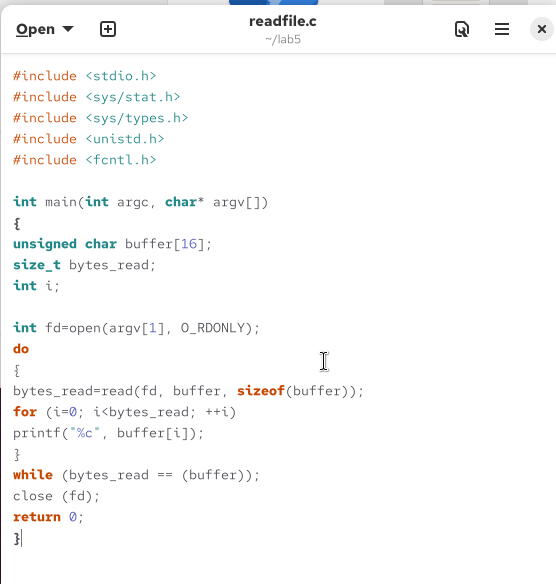 Open
readfile.c
~/lab5
#include <stdio.h>
#include <sys/stat.h>
#include <sys/types.h>
#include <unistd.h>
#include <fcntl.h>
int main(int argc, char* argv[])
{
unsigned char buffer[16];
size_t bytes_read;
int i;
int fd=open(argv[1], O_RDONLY);
do
{
bytes_read=read(fd, buffer, sizeof(buffer));
for (i=0; i<bytes_read; ++i)
printf("%c", buffer[i]);
}
while (bytes_read == (buffer));
close (fd);
return 0;
}